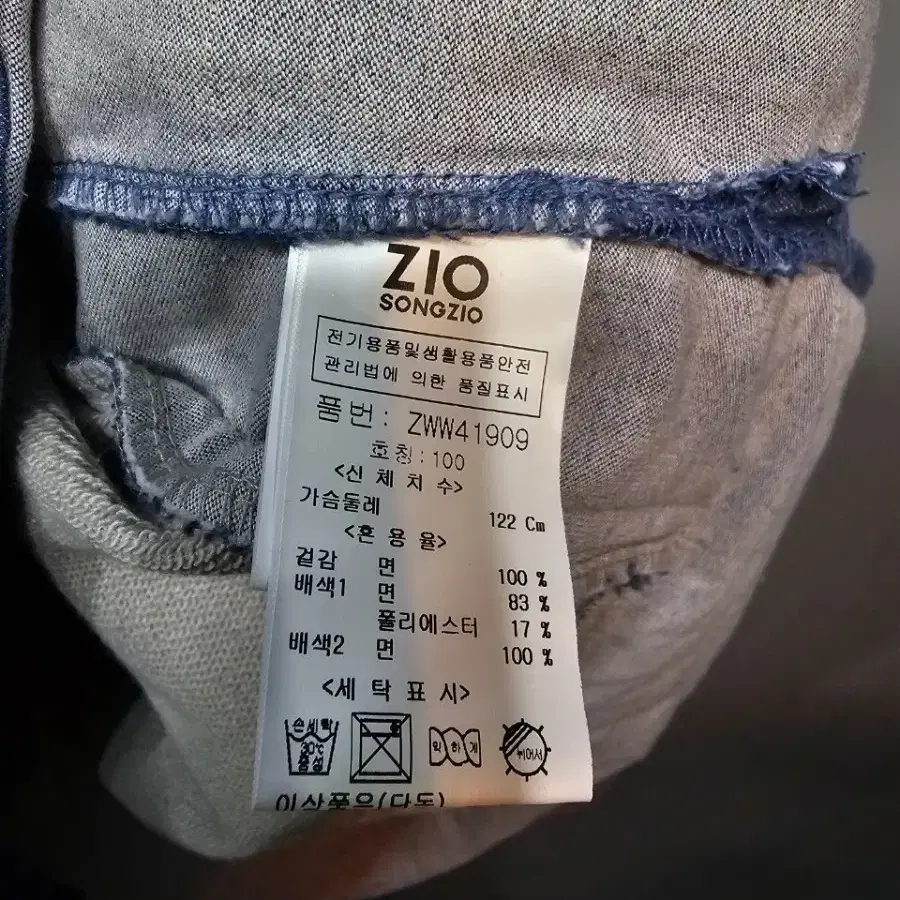 ZIO
SONGZIO
전기용품및생활용품안전
관리법에 의한 품질표시
품번: ZWW41909
호칭:100
<신 체 치 수>
가슴둘레 122 Cm
<혼 용 율>
겉감 면 100 %
배색1 면 83 %
폴리에스터 17 %
배색2 면 100 %
<세 탁 표 시>
손세탁
30℃
중성
약하게
뉘어서
이상품은(단독)